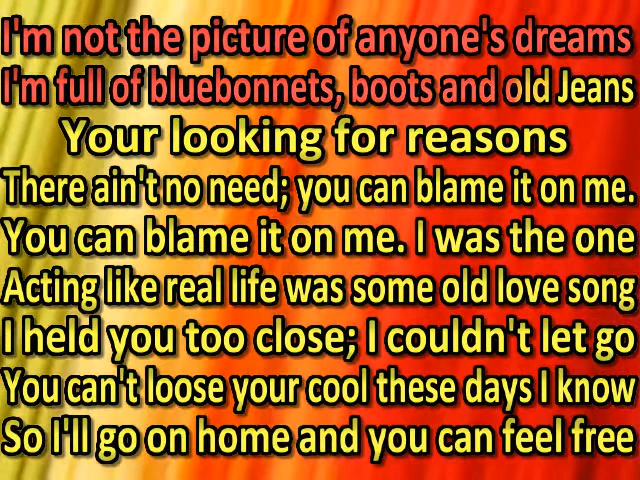 I'm not the picture of anyone's dreams
I'm full of bluebonnets, boots and old Jeans
Your looking for reasons
There ain't no need; you can blame it on me.
You can blame it on me. I was the one
Acting like real life was some old love song
I held you too close; I couldn't let go
You can't loose your cool these days I know
So I'll go on home and you can feel free